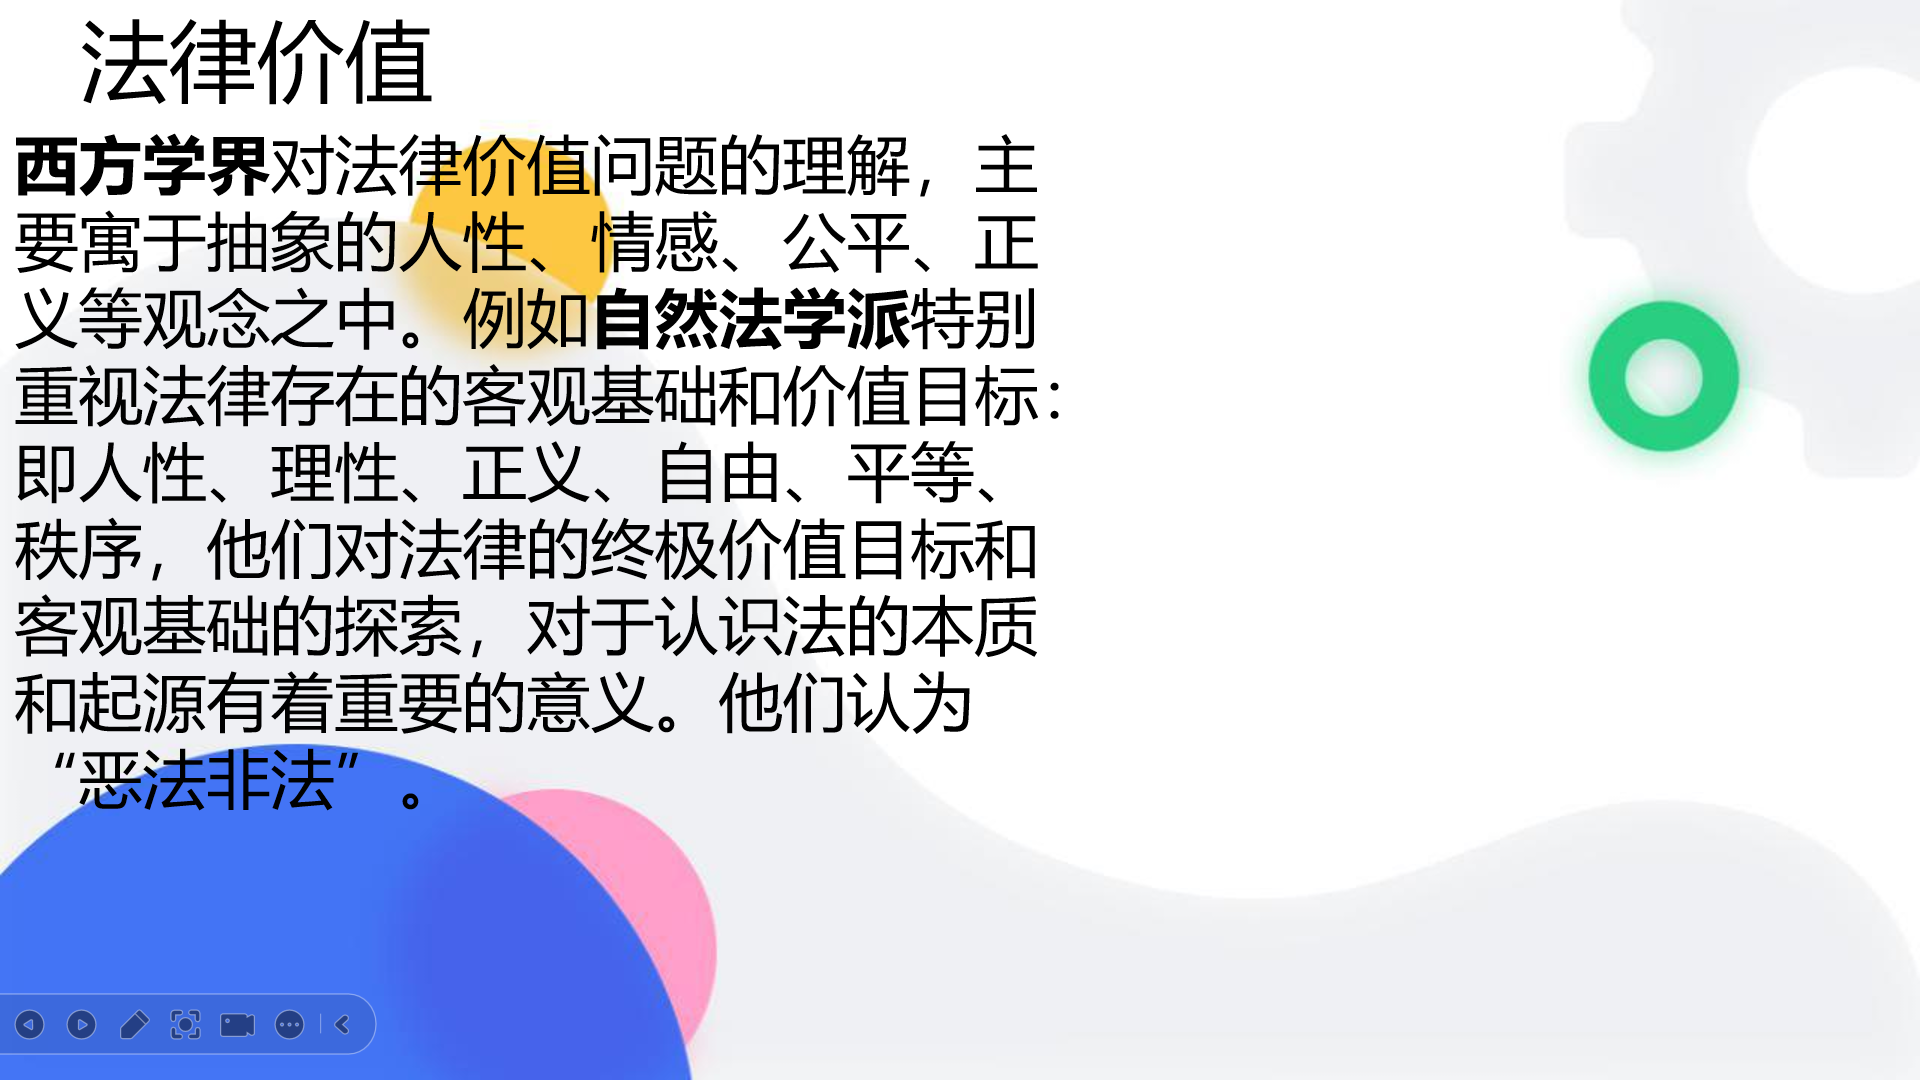 法律价值
西方学界对法律价值问题的理解，主
要寓于抽象的人性、情感、公平、正
义等观念之中。例如自然法学派特别
重视法律存在的客观基础和价值目标：
即人性、理性、正义、自由、平等、
秩序，他们对法律的终极价值目标和
客观基础的探索，对于认识法的本质
和起源有着重要的意义。他们认为
“恶法非法”。